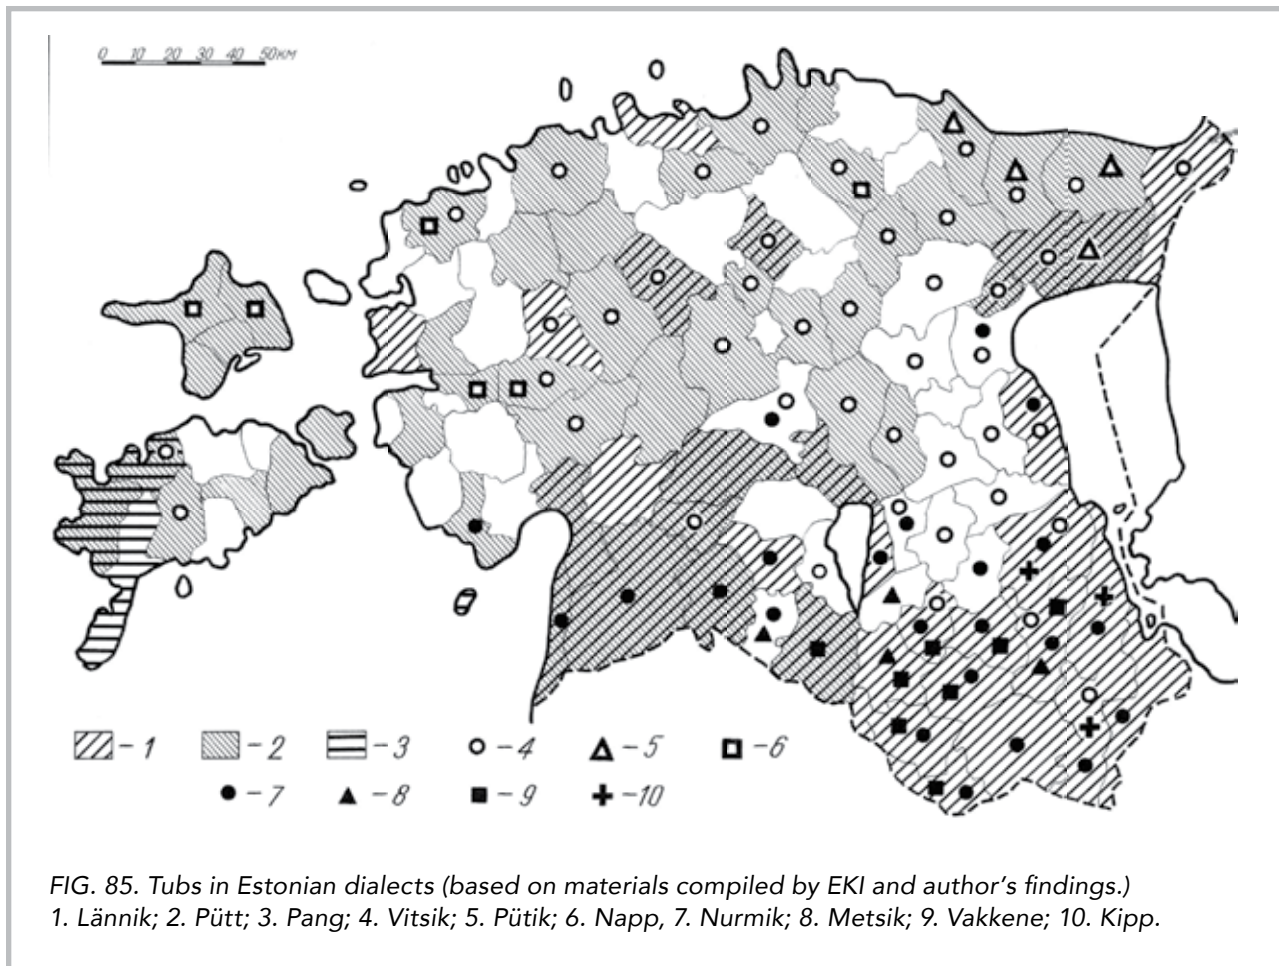 0 10 20 30 40 50км
-1 -2 -3 -4 -5 -6
-7 -8 -9 -10
FIG. 85. Tubs in Estonian dialects (based on materials compiled by EKI and author's findings.)
1. Lännik; 2. Pütt; 3. Pang; 4. Vitsik; 5. Pütik; 6. Napp, 7. Nurmik; 8. Metsik; 9. Vakkene; 10. Kipp.